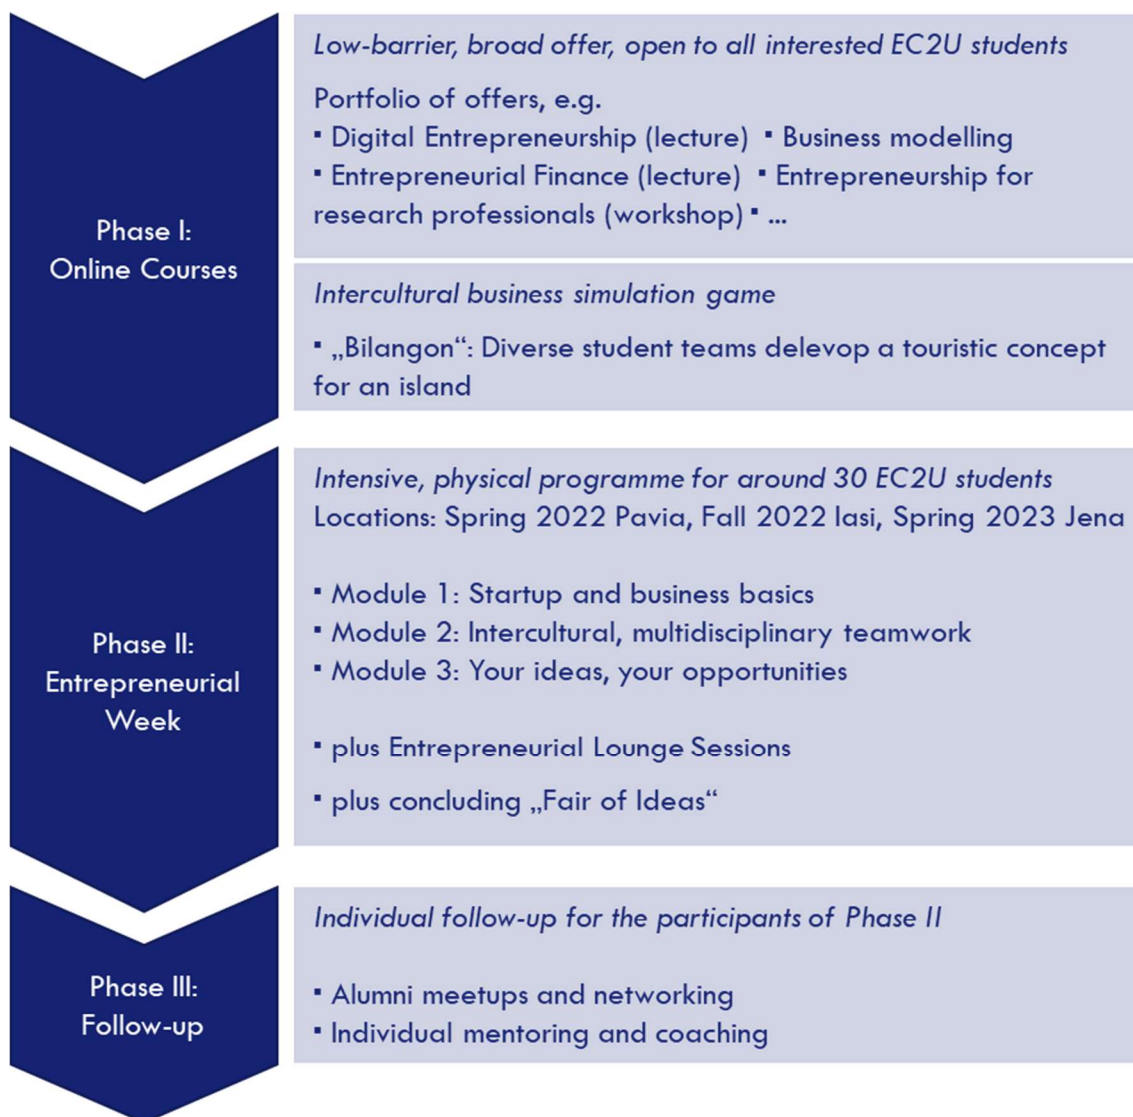 Phase I:
Online Courses
Low-barrier, broad offer, open to all interested EC2U students
Portfolio of offers, e.g.
▪ Digital Entrepreneurship (lecture) ▪ Business modelling
▪ Entrepreneurial Finance (lecture) ▪ Entrepreneurship for
research professionals (workshop) ▪ ...
Intercultural business simulation game
▪ „Bilangon“: Diverse student teams delevop a touristic concept
for an island
Phase II:
Entrepreneurial
Week
Intensive, physical programme for around 30 EC2U students
Locations: Spring 2022 Pavia, Fall 2022 Iasi, Spring 2023 Jena
▪ Module 1: Startup and business basics
▪ Module 2: Intercultural, multidisciplinary teamwork
▪ Module 3: Your ideas, your opportunities
▪ plus Entrepreneurial Lounge Sessions
▪ plus concluding „Fair of Ideas“
Phase III:
Follow-up
Individual follow-up for the participants of Phase II
▪ Alumni meetups and networking
▪ Individual mentoring and coaching